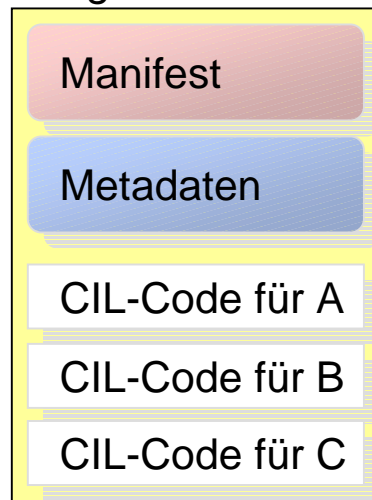 Manifest
Metadaten
CIL-Code für A
CIL-Code für B
CIL-Code für C